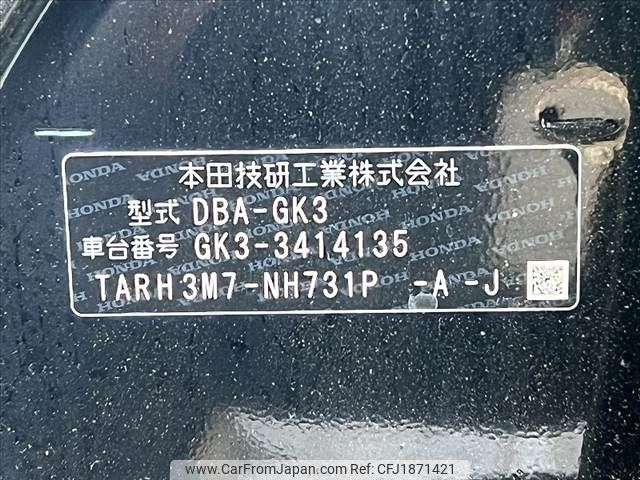 本田技研工業株式会社
型式 DBA-GK3
車台番号 GK3-3414135
TARH3M7-NH731P -A-J
www.CarFromJapan.com Ref: CFJ1871421